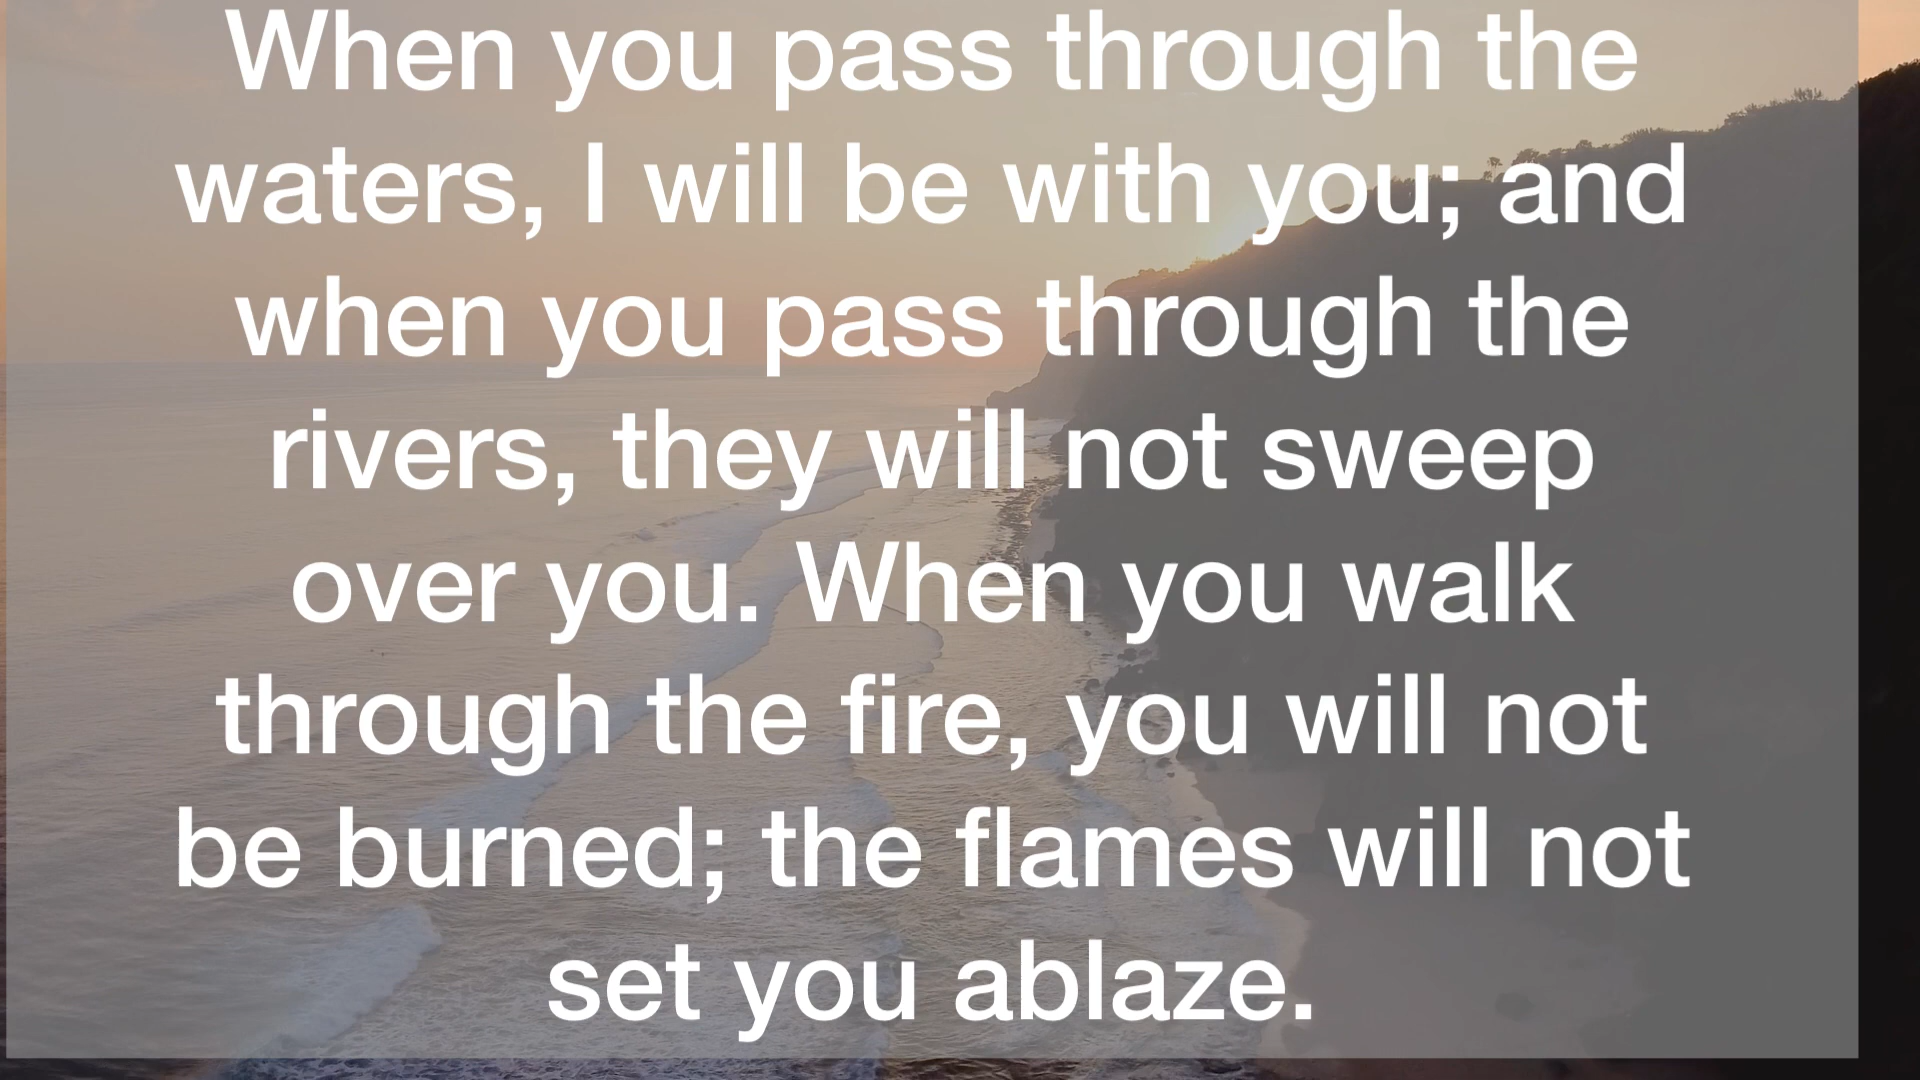 When you pass through the
waters, I will be with you; and
when you pass through the
rivers, they will not sweep
over you. When you walk
through the fire, you will not
be burned; the flames will not
set you ablaze.